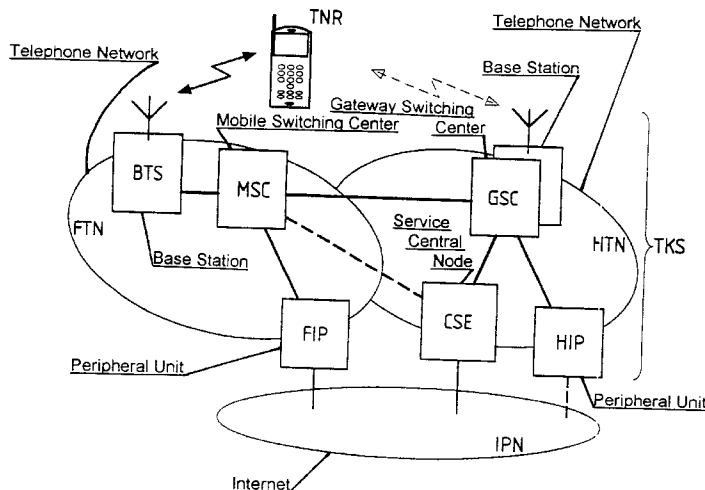 TNR
Telephone Network
Telephone Network
Base Station
Gateway Switching
Center
Mobile Switching Center
BTS
MSC
GSC
FTN
Service
Central
Node
HTN
TKS
Base Station
FIP
CSE
HIP
Peripheral Unit
Peripheral Unit
IPN
Internet